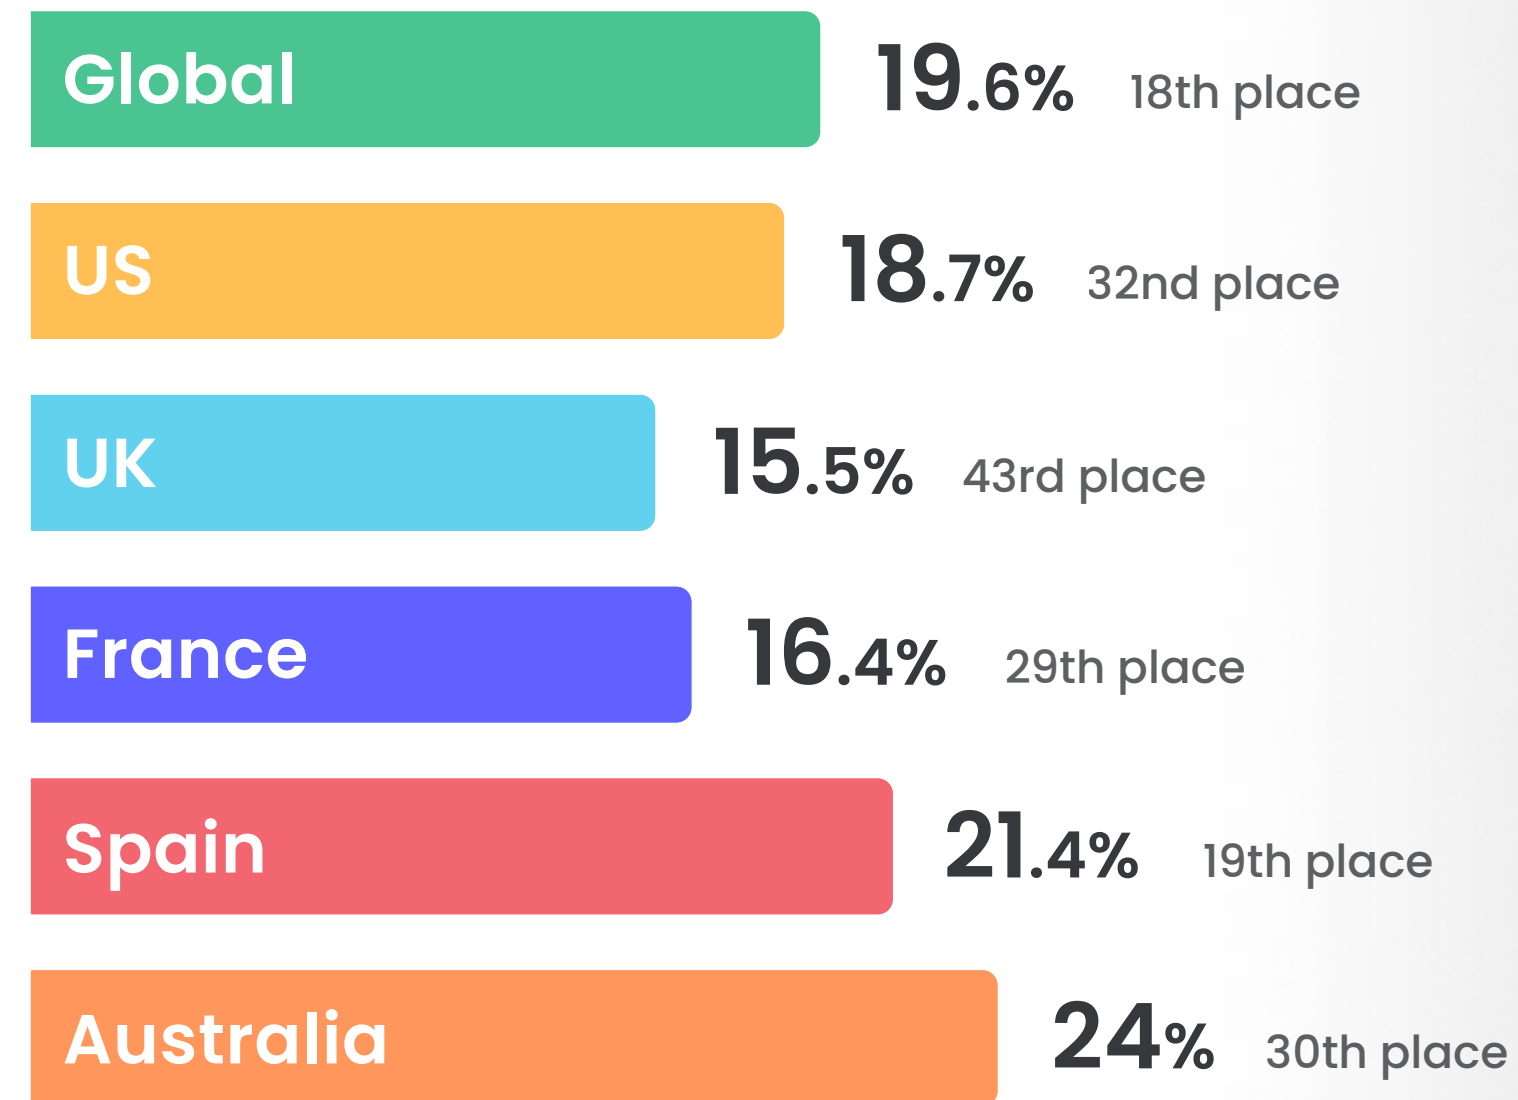 Global 19.6% 18th place
US 18.7% 32nd place
UK 15.5% 43rd place
France 16.4% 29th place
Spain 21.4% 19th place
Australia 24% 30th place